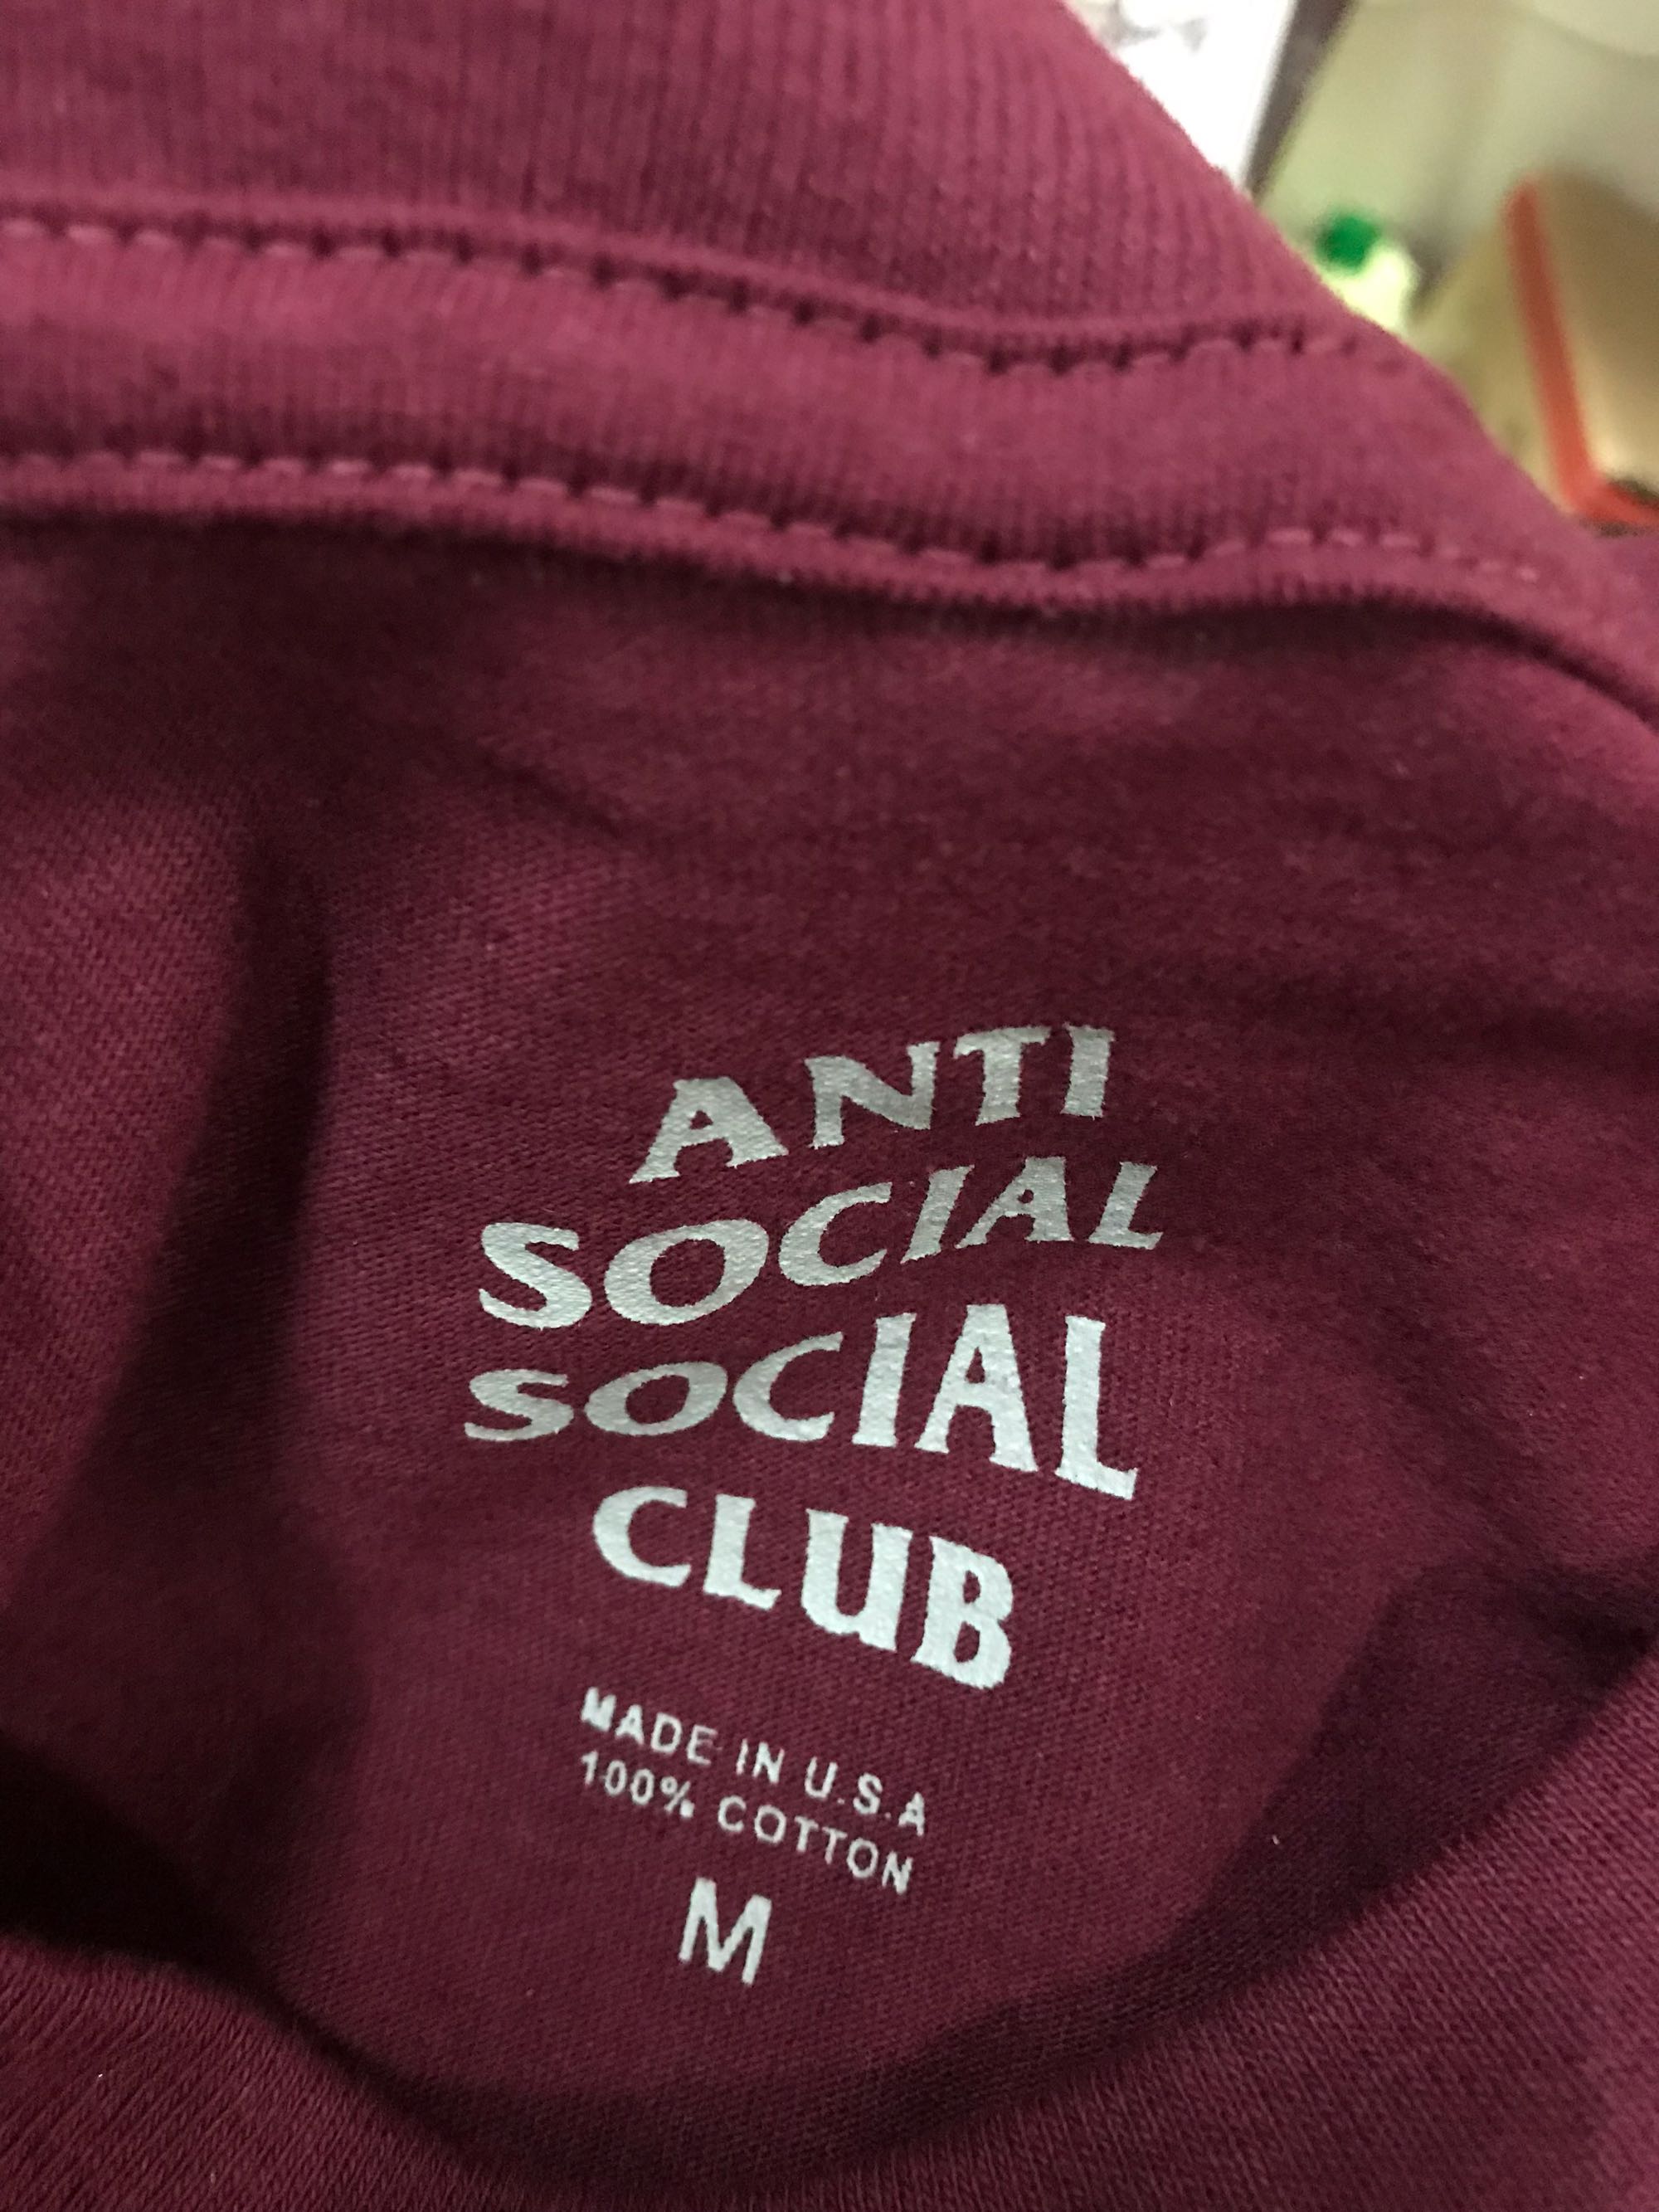 ANTI
SOCIAL
SOCIAL
CLUB
MADE IN U.S.A
100% COTTON
M